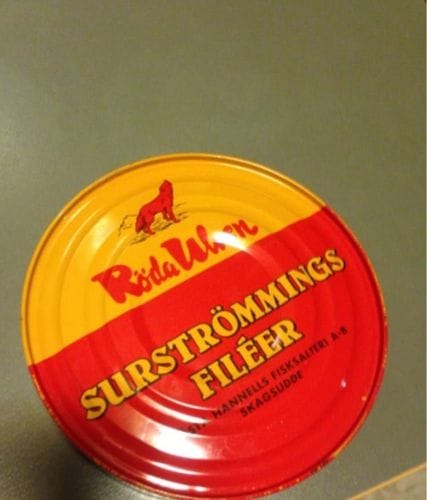 Röda Ulven
SURSTRÖMMINGS
FILÉER
HANNELLS FISKSALTERI A-B
SKAGSUDDE